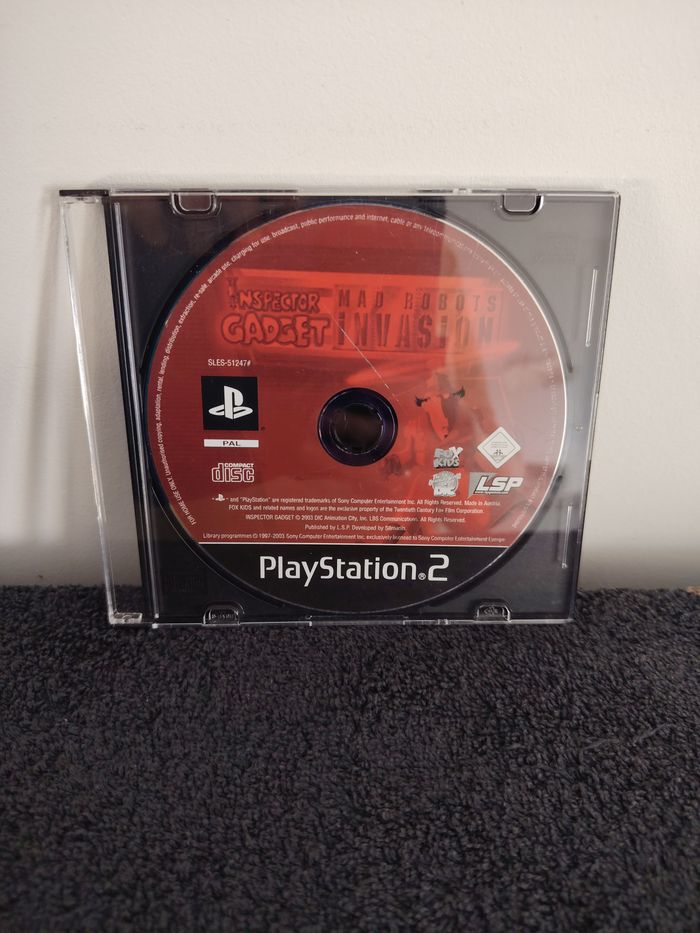 FOR HOME USE ONLY. Unauthorised copying, adaptation, rental, lending, distribution, extraction, re-sale, arcade use, charging for use, broadcast, public performance and internet, cable or any telecommunications
INSPECTOR GADGET
MAD ROBOTS INVASION
SLES-51247#
PAL
COMPACT disc
FOX KIDS
DIC
LSP
and "PlayStation" are registered trademarks of Sony Computer Entertainment Inc. All Rights Reserved. Made in Austria.
FOX KIDS and related names and logos are the exclusive property of the Twentieth Century Fox Film Corporation.
INSPECTOR GADGET © 2003 DIC Animation City, Inc. LBS Communications. All Rights Reserved.
Published by L.S.P. Developed by Silmarils.
Library programmes © 1997-2003 Sony Computer Entertainment Inc. exclusively licensed to Sony Computer Entertainment Europe
PlayStation®2